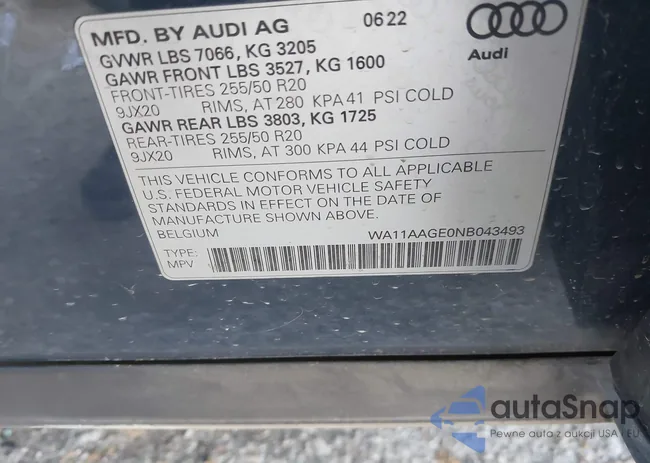 MFD. BY AUDI AG 06 22
GVWR LBS 7066, KG 3205
GAWR FRONT LBS 3527, KG 1600
FRONT-TIRES 255/50 R20
9JX20 RIMS, AT 280 KPA 41 PSI COLD
GAWR REAR LBS 3803, KG 1725
REAR-TIRES 255/50 R20
9JX20 RIMS, AT 300 KPA 44 PSI COLD
Audi
THIS VEHICLE CONFORMS TO ALL APPLICABLE
U.S. FEDERAL MOTOR VEHICLE SAFETY
STANDARDS IN EFFECT ON THE DATE OF
MANUFACTURE SHOWN ABOVE.
BELGIUM WA11AAGE0NB043493
TYPE:
MPV
autoSnap
Pewne auta z aukcji USA i EU